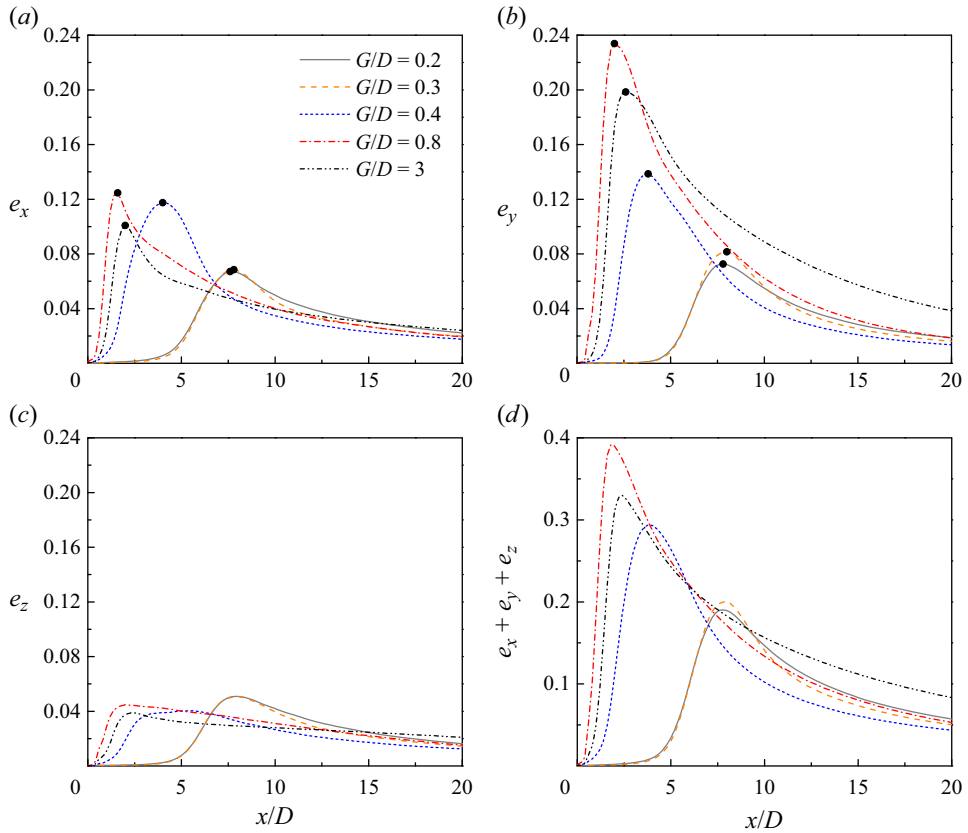 (a)
(b)
0.24
0.20
0.16
0.12
0.08
0.04
0
5
10
15
20
e_x
G/D = 0.2
G/D = 0.3
G/D = 0.4
G/D = 0.8
G/D = 3
0.24
0.20
0.16
0.12
0.08
0.04
0
5
10
15
20
e_y
(c)
(d)
0.24
0.20
0.16
0.12
0.08
0.04
0
5
10
15
20
e_z
x/D
0.4
0.3
0.2
0.1
0
5
10
15
20
e_x + e_y + e_z
x/D